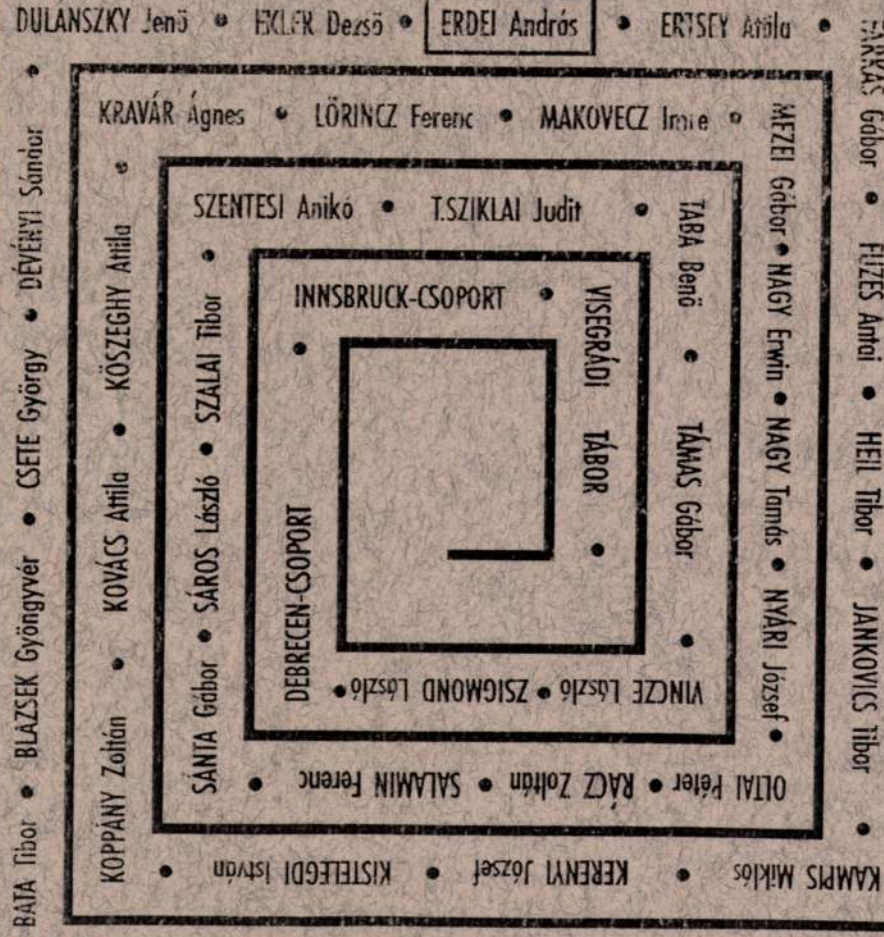 BATA Tibor • BLAZSEK Gyöngyvér • CSETE György • DÉVÉNYI Sándor •
DULANSZKY Jenő • EKLER Dezső • ERDEI András • ERTSEY Attila •
FARKAS Gábor • FÜZES Antal • HEIL Tibor • JANKOVICS Tibor •
KAMPIS Miklós • KERÉNYI József • KISTELEGDI István •
KOPPÁNY Zoltán • KOVÁCS Attila • KŐSZEGHY Attila •
KRAVÁR Ágnes • LŐRINCZ Ferenc • MAKOVECZ Imre •
MEZEI Gábor • NAGY Erwin • NAGY Tamás • NYÁRI József •
OLTAI Péter • RÁCZ Zoltán • SALAMIN Ferenc •
SÁNTA Gábor • SÁROS László • SZALAI Tibor •
SZENTESI Anikó • T.SZIKLAI Judit •
TABA Benő • TÁMAS Gábor •
VINCZE László • ZSIGMOND László •
DEBRECEN-CSOPORT •
INNSBRUCK-CSOPORT •
VISEGRÁDI TÁBOR •